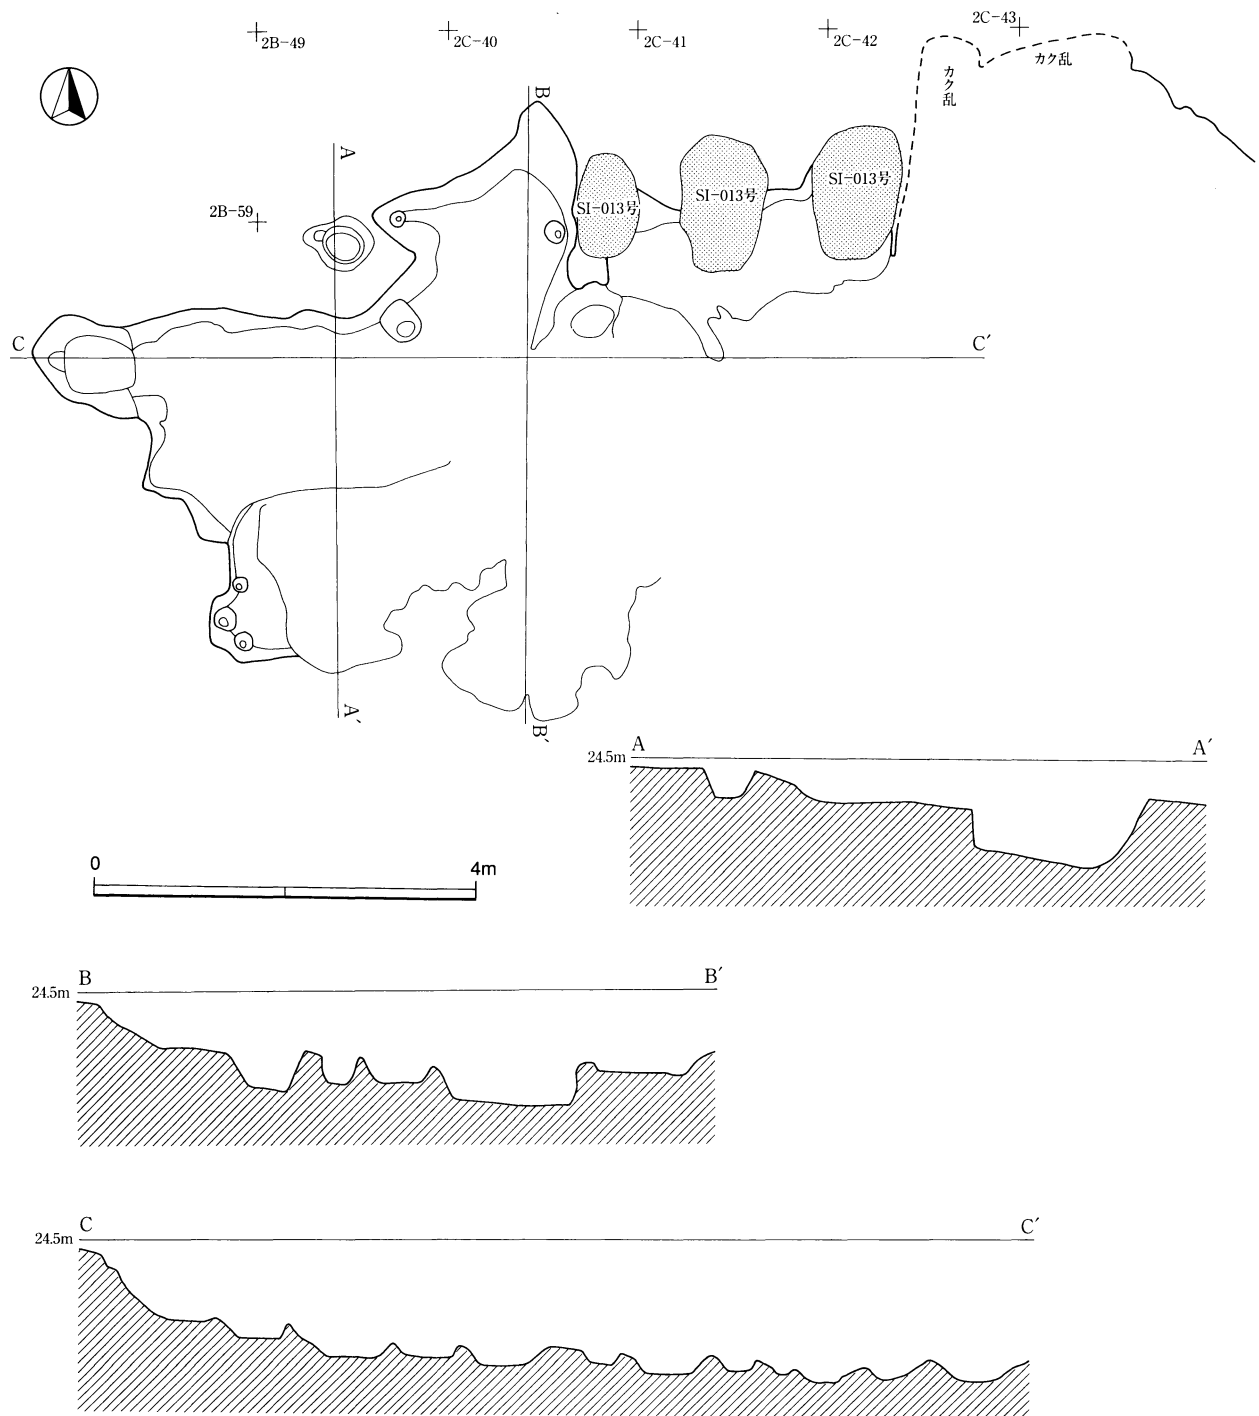 2B-49
2C-40
2C-41
2C-42
2C-43
カク乱
カク乱
B
A
2B-59
SI-013号
SI-013号
SI-013号
C
C′
A′
B′
24.5m
A
A′
0
4m
B
B′
24.5m
C
C′
24.5m